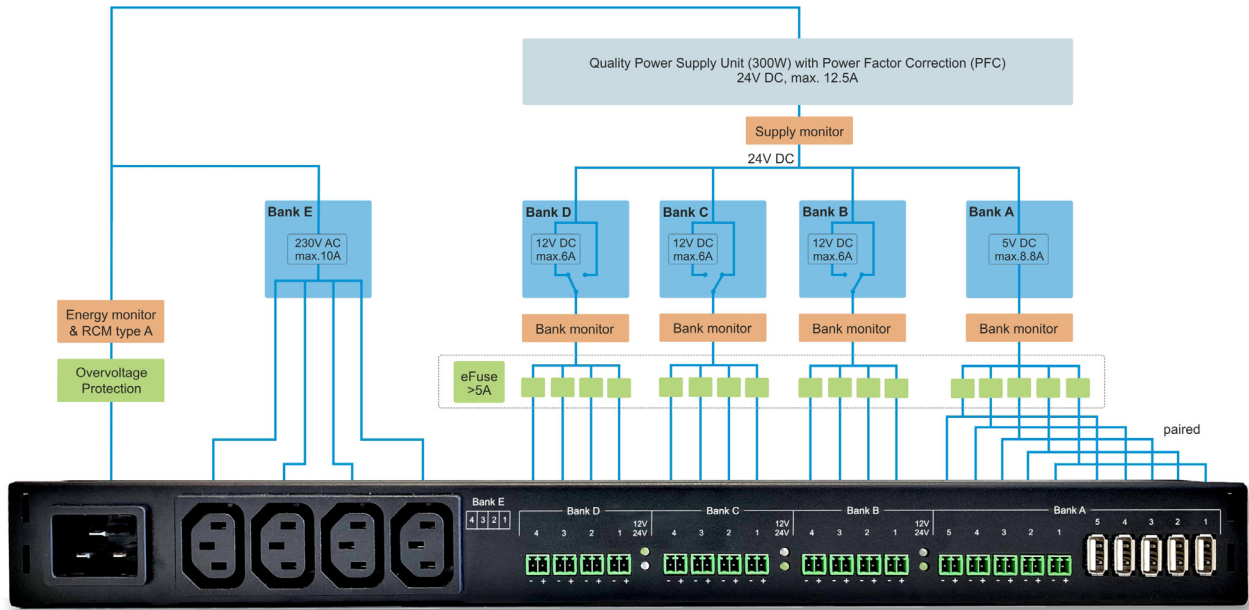 Quality Power Supply Unit (300W) with Power Factor Correction (PFC)
24V DC, max. 12.5A
Supply monitor
24V DC
Bank E
230V AC
max.10A
Bank D
12V DC
max.6A
Bank C
12V DC
max.6A
Bank B
12V DC
max.6A
Bank A
5V DC
max.8.8A
Energy monitor
& RCM type A
Overvoltage
Protection
Bank monitor
Bank monitor
Bank monitor
Bank monitor
eFuse
>5A
paired
Bank E
4 3 2 1
Bank D
4 3 2 1
12V
24V
- + - + - + - +
Bank C
4 3 2 1
12V
24V
- + - + - + - +
Bank B
4 3 2 1
12V
24V
- + - + - + - +
Bank A
5 4 3 2 1
- + - + - + - + - +
5 4 3 2 1